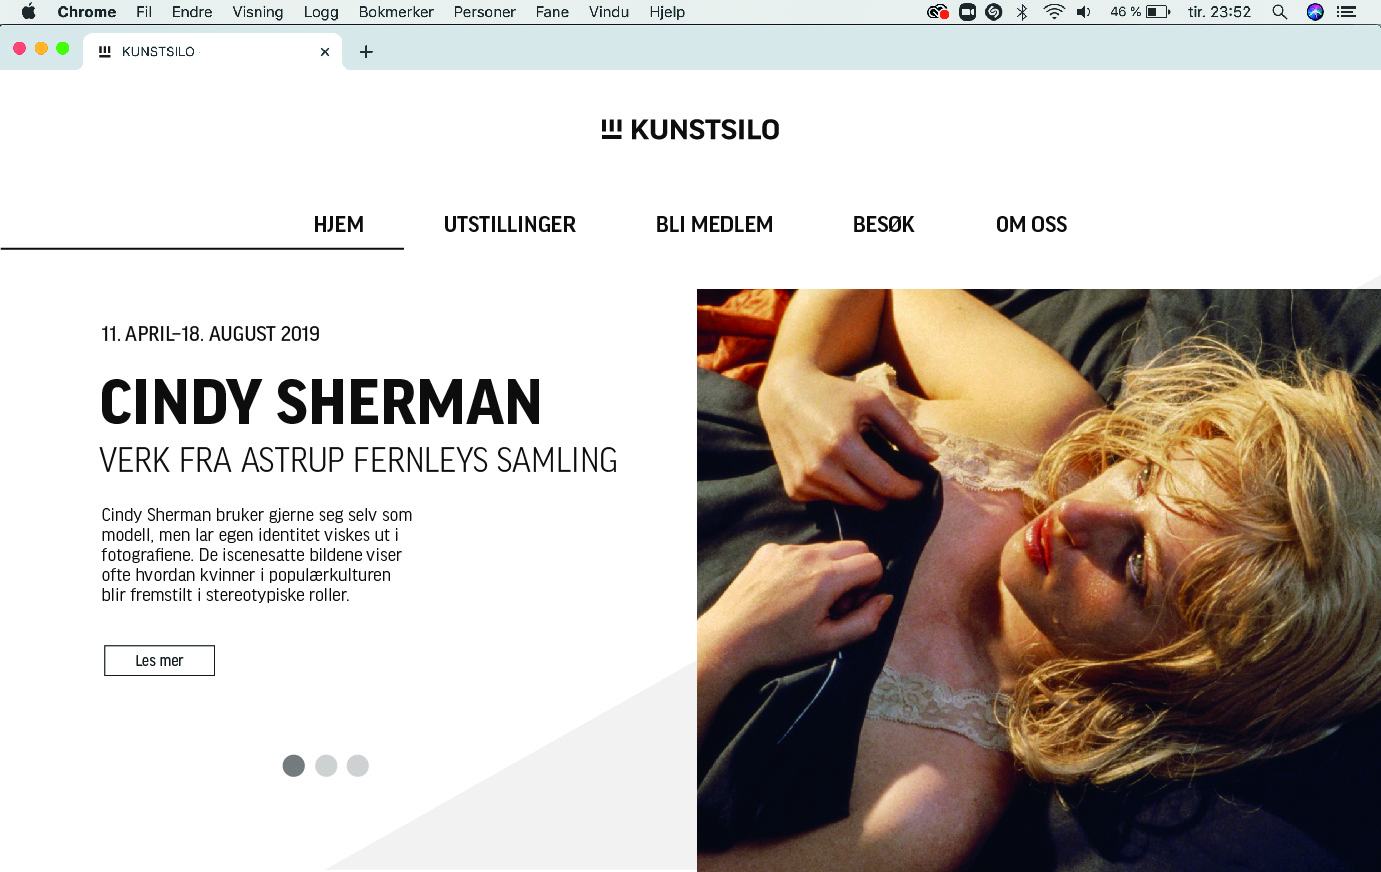 Chrome Fil Endre Visning Logg Bokmerker Personer Fane Vindu Hjelp 46 % tir. 23:52
KUNSTSILO
KUNSTSILO
HJEM UTSTILLINGER BLI MEDLEM BESØK OM OSS
11. APRIL–18. AUGUST 2019
CINDY SHERMAN
VERK FRA ASTRUP FERNLEYS SAMLING
Cindy Sherman bruker gjerne seg selv som
modell, men lar egen identitet viskes ut i
fotografiene. De iscenesatte bildene viser
ofte hvordan kvinner i populærkulturen
blir fremstilt i stereotypiske roller.
Les mer